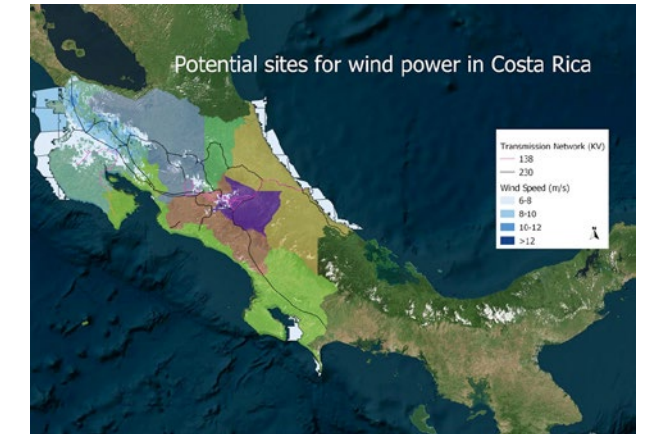 Potential sites for wind power in Costa Rica
Transmission Network (KV)
138
230
Wind Speed (m/s)
6-8
8-10
10-12
>12